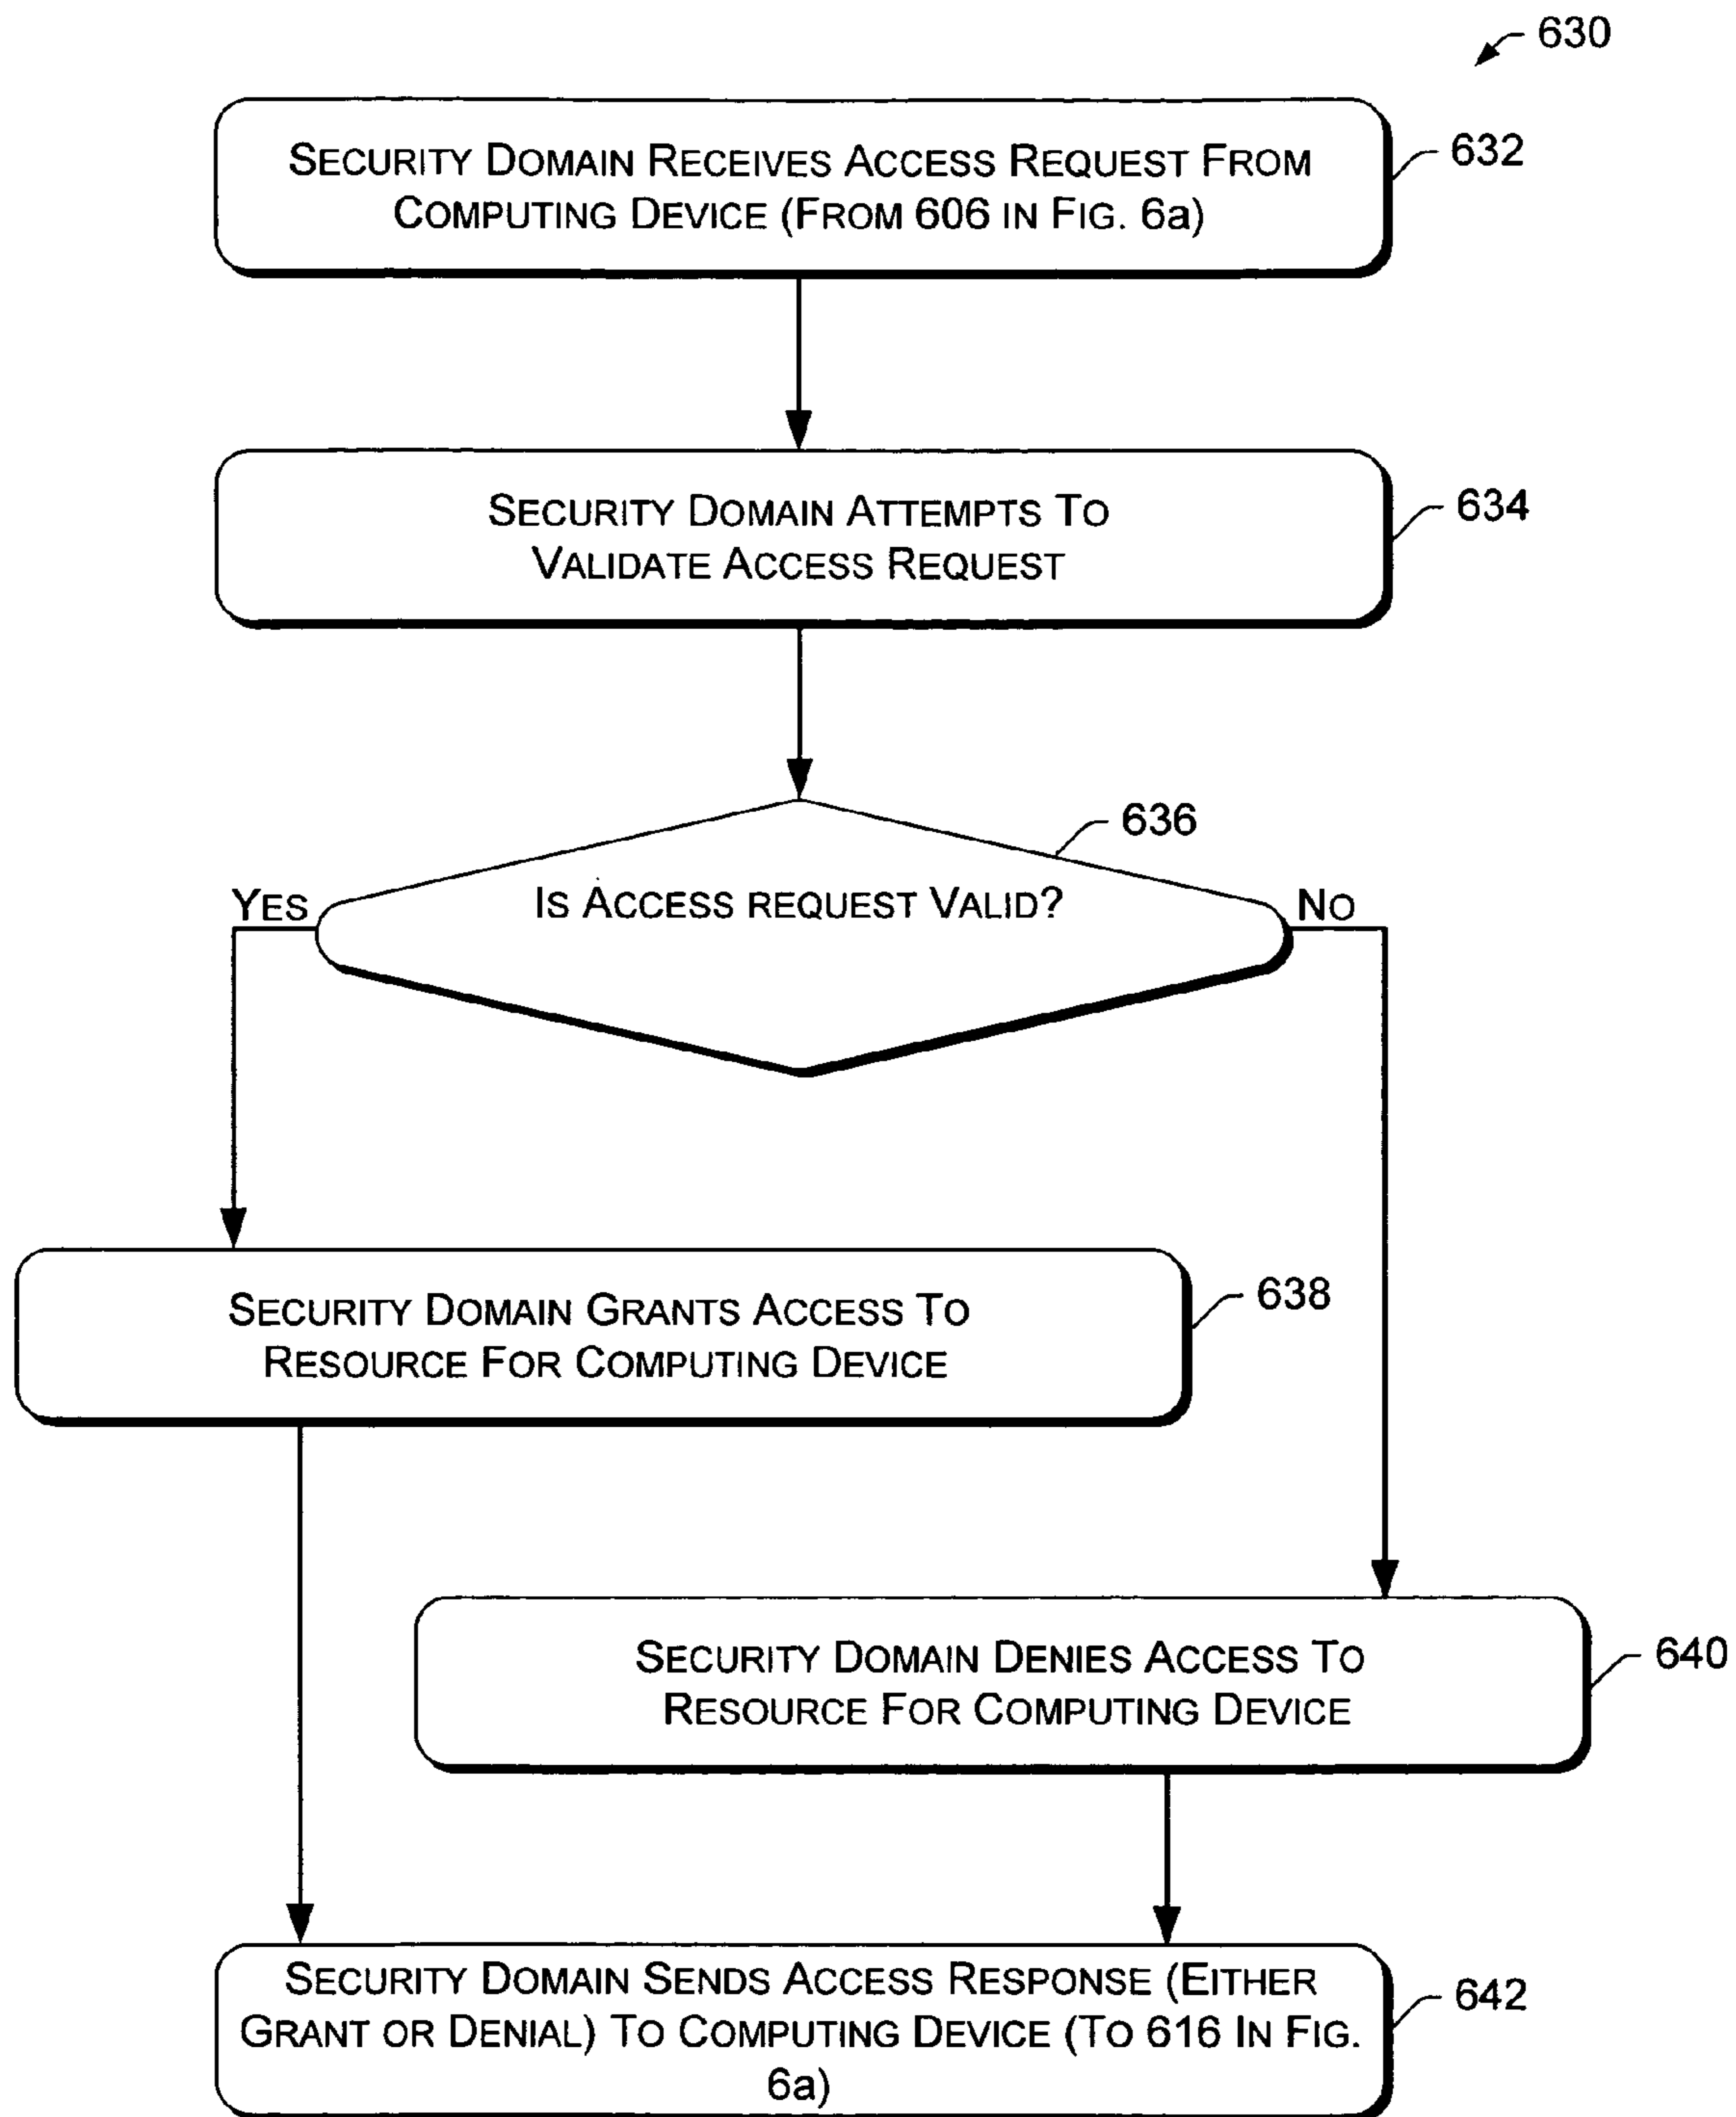 630
SECURITY DOMAIN RECEIVES ACCESS REQUEST FROM
COMPUTING DEVICE (FROM 606 IN FIG. 6a)
632
SECURITY DOMAIN ATTEMPTS TO
VALIDATE ACCESS REQUEST
634
636
IS ACCESS REQUEST VALID?
YES
NO
SECURITY DOMAIN GRANTS ACCESS TO
RESOURCE FOR COMPUTING DEVICE
638
SECURITY DOMAIN DENIES ACCESS TO
RESOURCE FOR COMPUTING DEVICE
640
SECURITY DOMAIN SENDS ACCESS RESPONSE (EITHER
GRANT OR DENIAL) TO COMPUTING DEVICE (TO 616 IN FIG.
6a)
642